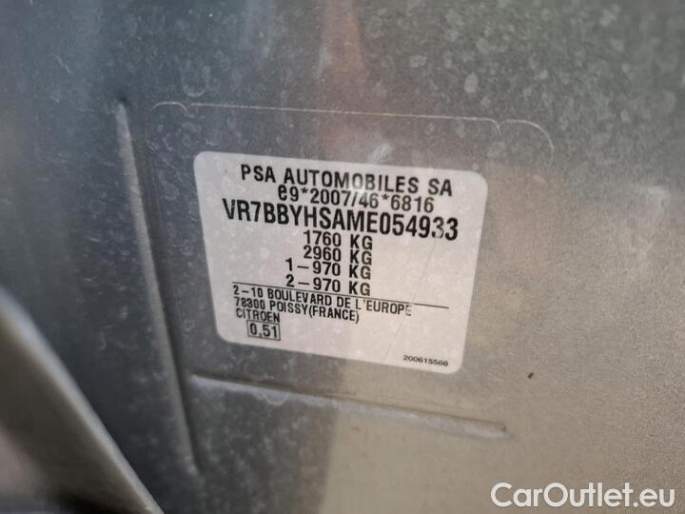 PSA AUTOMOBILES SA
e9*2007/46*6816
VR7BBYHSAME054933
1760 KG
2960 KG
1-970 KG
2-970 KG
2-10 BOULEVARD DE L'EUROPE
78300 POISSY(FRANCE)
CITROEN
0,51
200615566
CarOutlet.eu